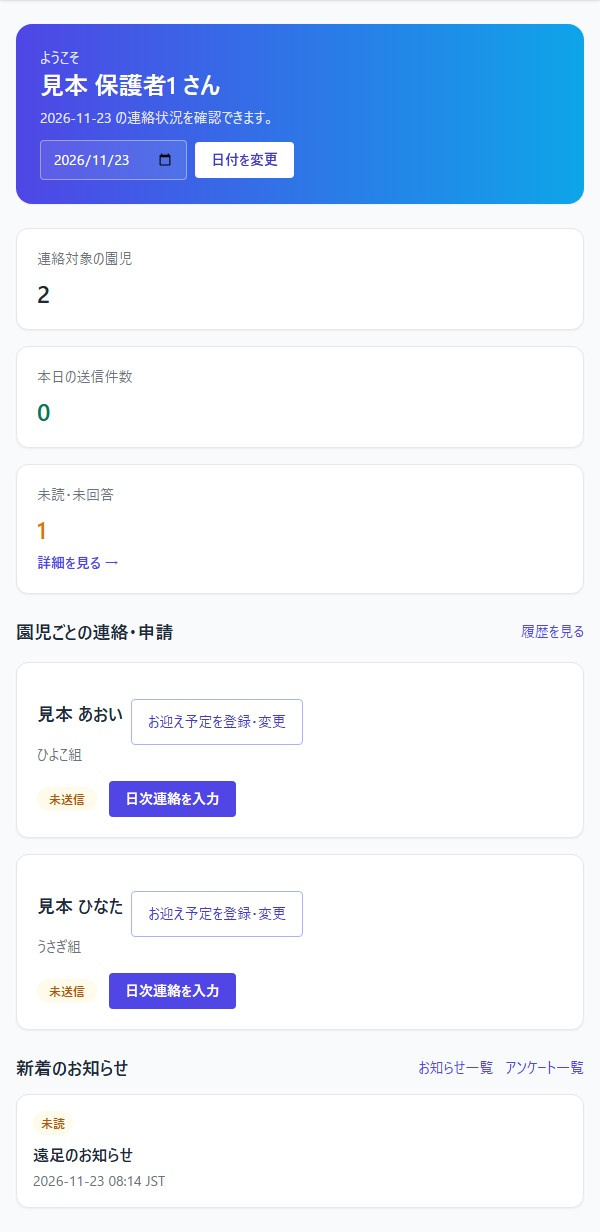 ようこそ
見本 保護者1 さん
2026-11-23 の連絡状況を確認できます。
2026/11/23 日付を変更
連絡対象の園児
2
本日の送信件数
0
未読・未回答
1
詳細を見る →
園児ごとの連絡・申請 履歴を見る
見本 あおい お迎え予定を登録・変更
ひよこ組
未送信 日次連絡を入力
見本 ひなた お迎え予定を登録・変更
うさぎ組
未送信 日次連絡を入力
新着のお知らせ お知らせ一覧 アンケート一覧
未読
遠足のお知らせ
2026-11-23 08:14 JST